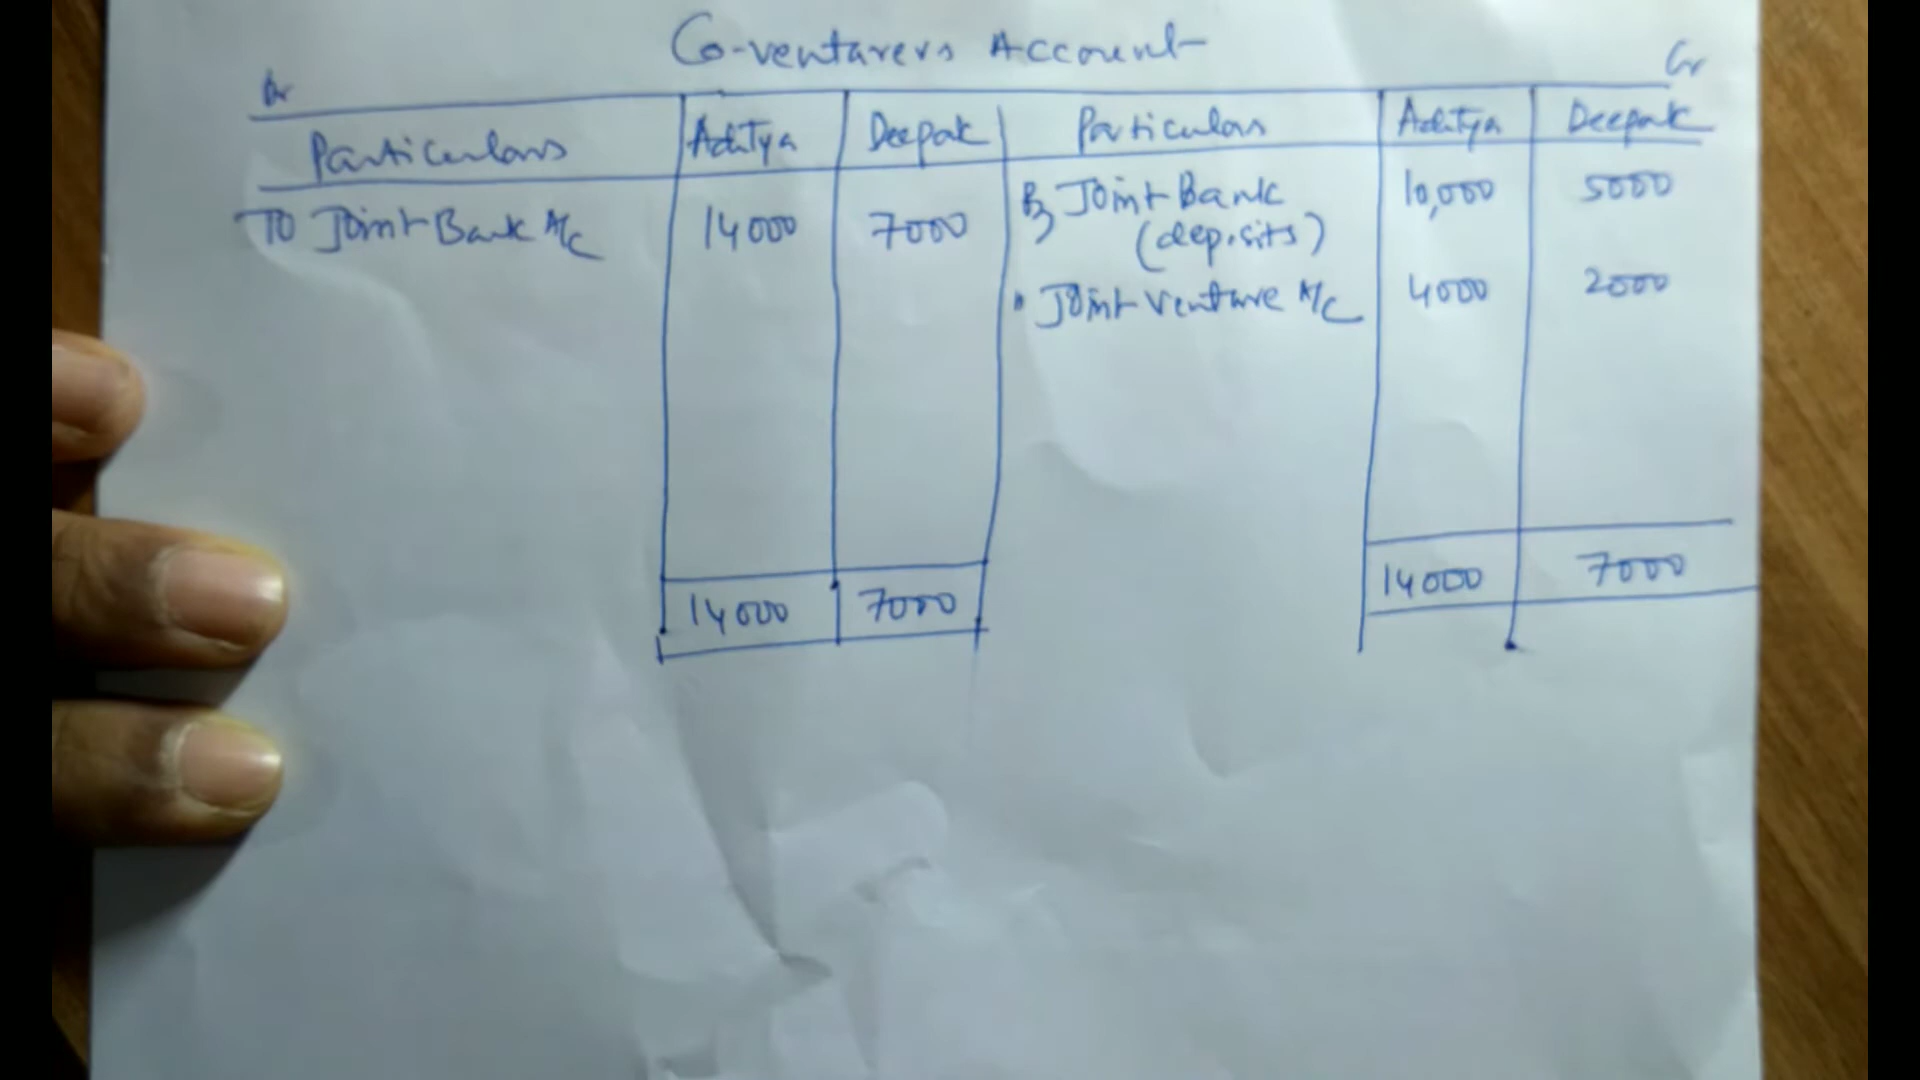 Co-ventarers Account
Dr Cr
Particulars Aditya Deepak Particulars Aditya Deepak
To Joint Bank A/c 14000 7000 By Joint Bank 10,000 5000
(deposits)
" Joint Venture A/c 4000 2000
14000 7000 14000 7000